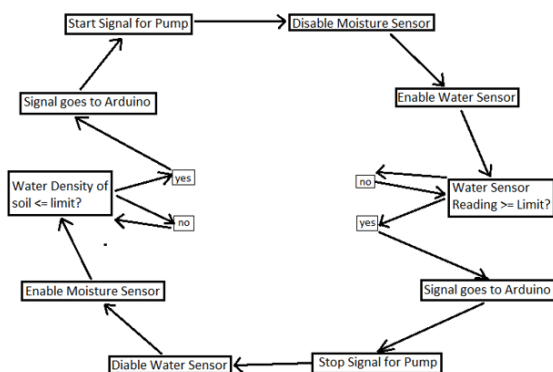 Start Signal for Pump
Disable Moisture Sensor
Signal goes to Arduino
Enable Water Sensor
yes
no
Water Density of
soil <= limit?
Water Sensor
Reading >= Limit?
no
yes
Enable Moisture Sensor
Signal goes to Arduino
Diable Water Sensor
Stop Signal for Pump